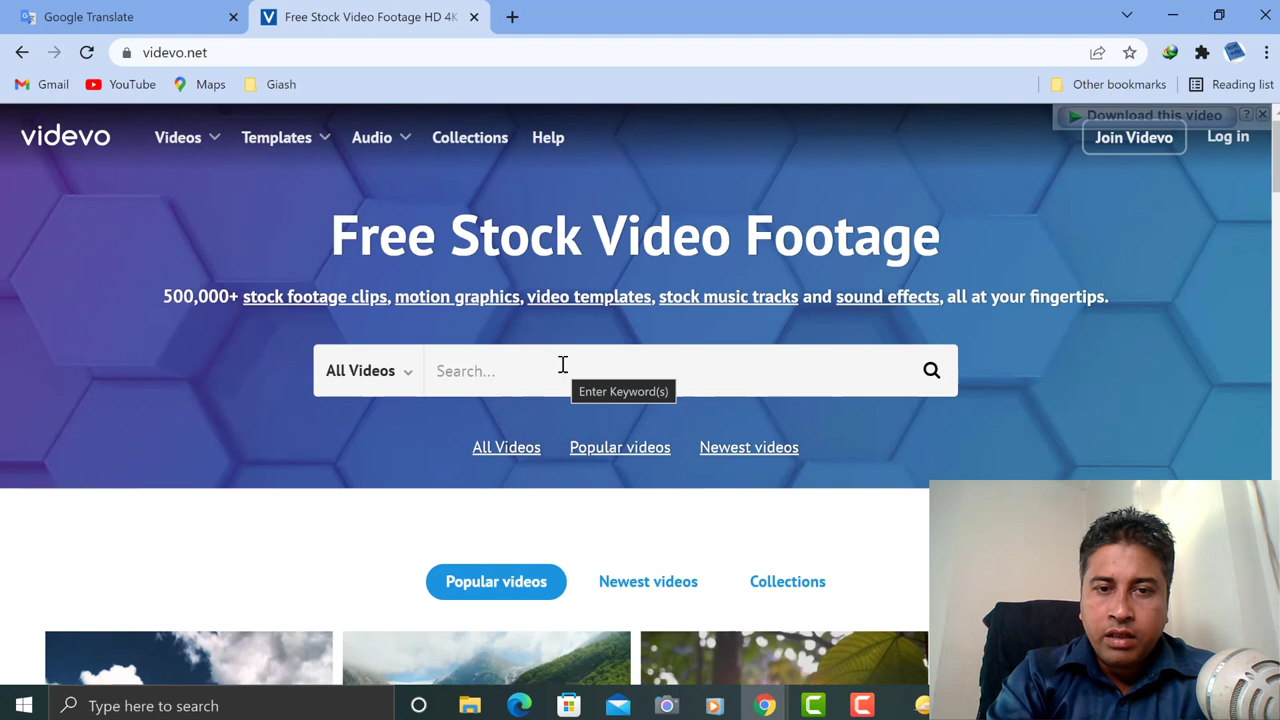 Google Translate
Free Stock Video Footage HD 4K
videvo.net
Gmail
YouTube
Maps
Giash
Other bookmarks
Reading list
Download this video ?
videvo
Videos
Templates
Audio
Collections
Help
Join Videvo
Log in
Free Stock Video Footage
500,000+ stock footage clips, motion graphics, video templates, stock music tracks and sound effects, all at your fingertips.
All Videos
Search...
Enter Keyword(s)
All Videos
Popular videos
Newest videos
Popular videos
Newest videos
Collections
Type here to search